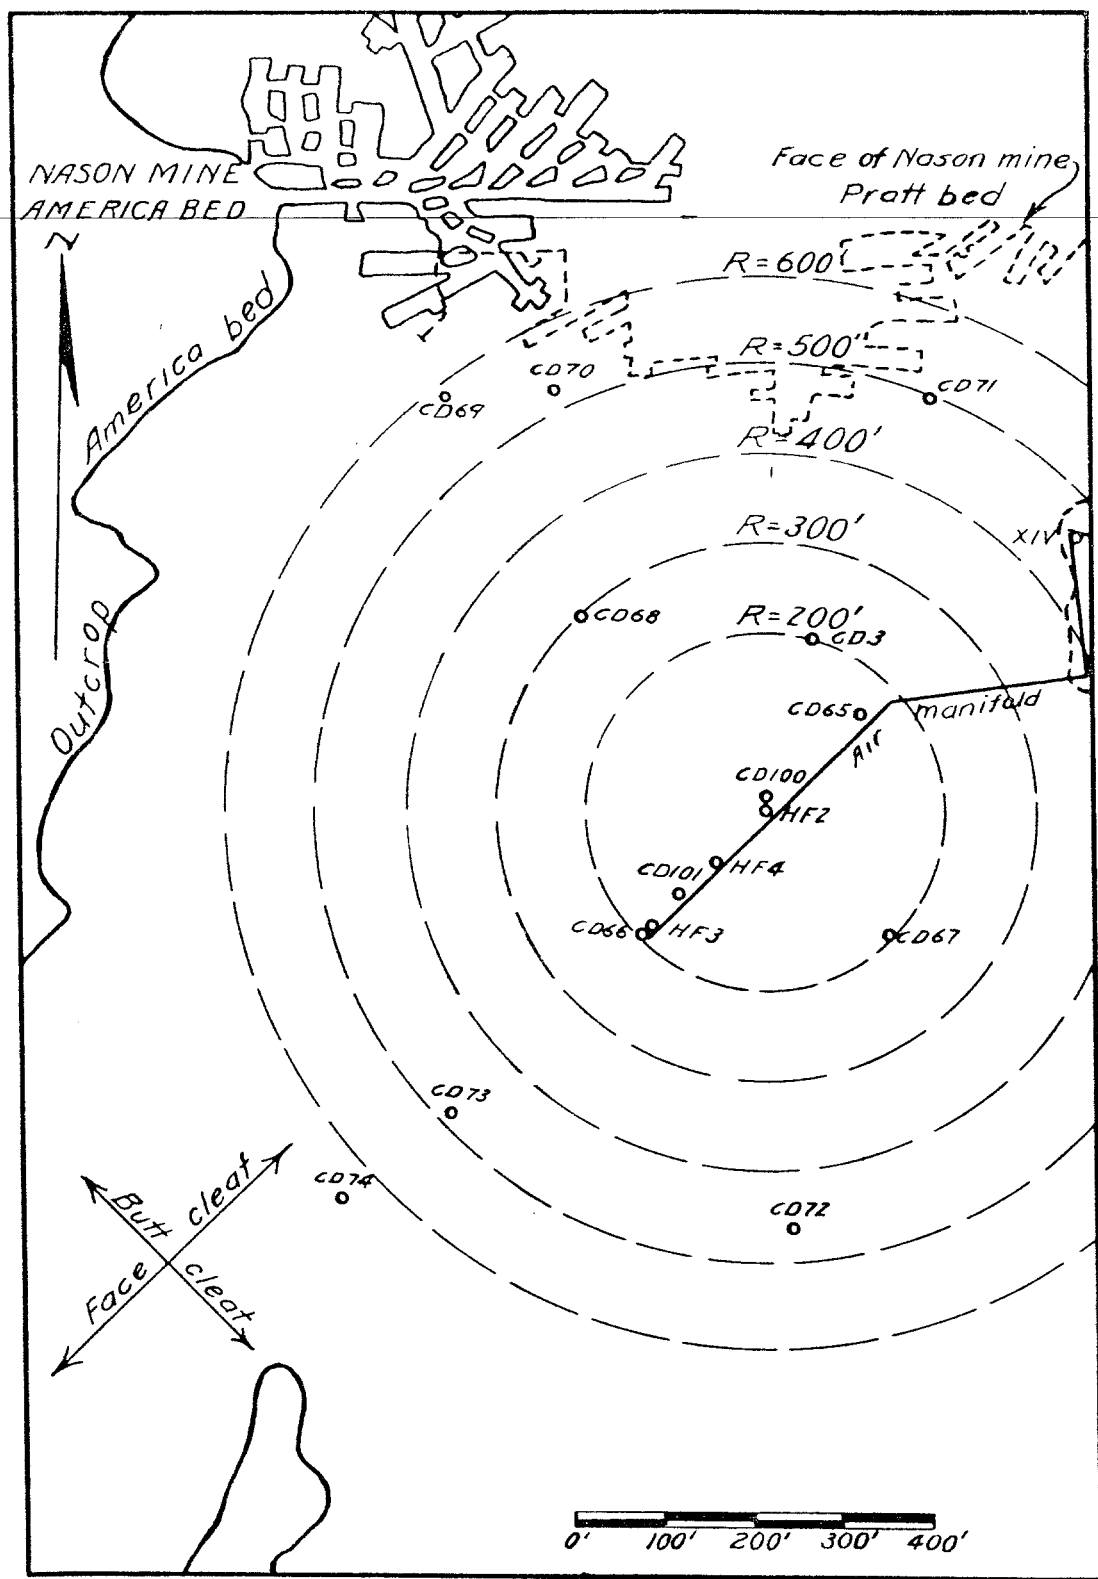 NASON MINE
AMERICA BED
Face of Nason mine
Pratt bed
N
R=600'
R=500'
CD70
CD69
CD71
America bed
R=400'
R=300'
XIV
R=200'
CD68
CD3
Outcrop
CD65
manifold
Air
CD100
HF2
HF4
CD101
CD66
HF3
CD67
CD73
CD74
CD72
Butt cleat
Face cleat
0' 100' 200' 300' 400'